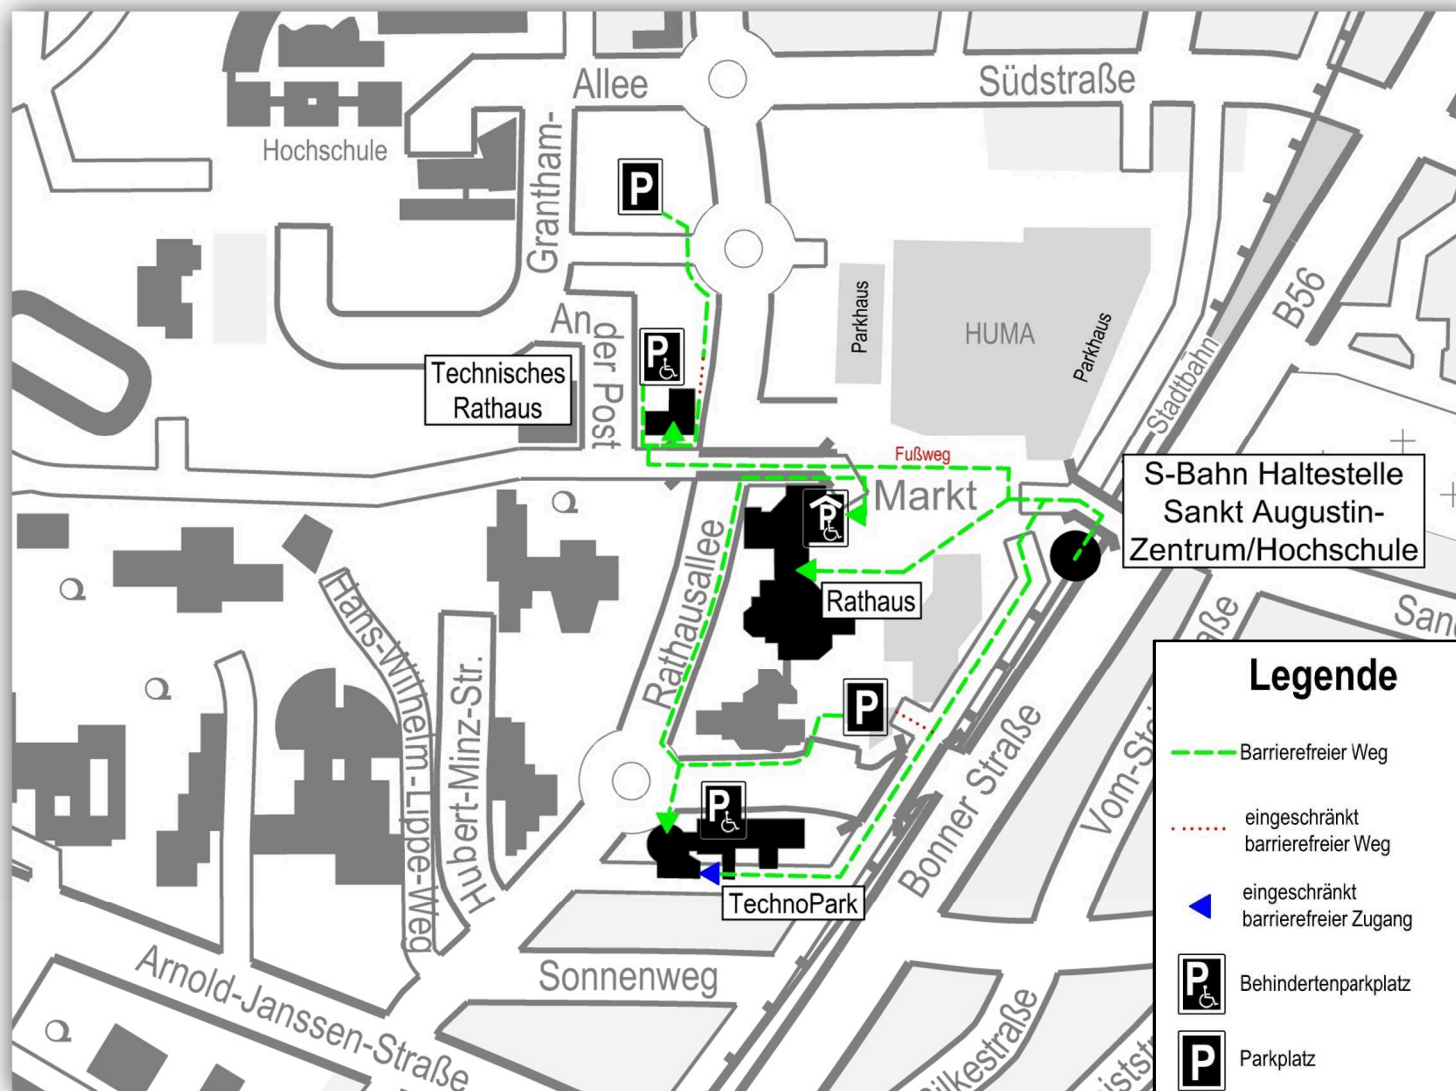 Allee
Südstraße
Hochschule
Grantham-
P
Parkhaus
HUMA
Parkhaus
B56
Stadtbahn
An
der Post
P
Technisches
Rathaus
Fußweg
Markt
S-Bahn Haltestelle
Sankt Augustin-
Zentrum/Hochschule
P
Rathausallee
Rathaus
Hans-Wilhelm-Lippe-Weg
Hubert-Minz-Str.
P
P
TechnoPark
Bonner Straße
Sonnenweg
Arnold-Janssen-Straße
Legende
Barrierefreier Weg
eingeschränkt
barrierefreier Weg
eingeschränkt
barrierefreier Zugang
P
Behindertenparkplatz
P
Parkplatz